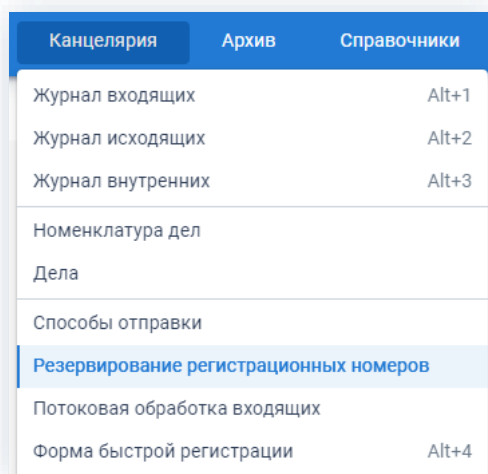 Канцелярия Архив Справочники
Журнал входящих Alt+1
Журнал исходящих Alt+2
Журнал внутренних Alt+3
Номенклатура дел
Дела
Способы отправки
Резервирование регистрационных номеров
Потоковая обработка входящих
Форма быстрой регистрации Alt+4